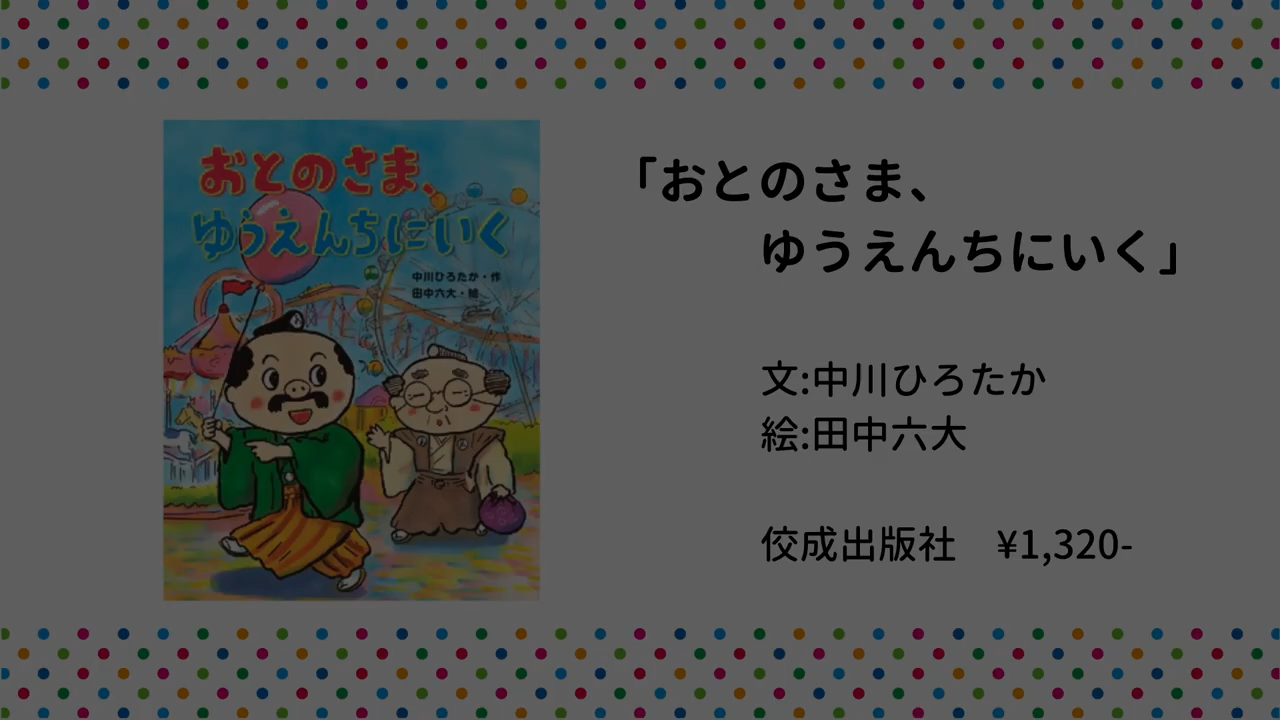 おとのさま、
ゆうえんちにいく
中川ひろたか・作
田中六大・絵
「おとのさま、
ゆうえんちにいく」
文:中川ひろたか
絵:田中六大
佼成出版社 ¥1,320-